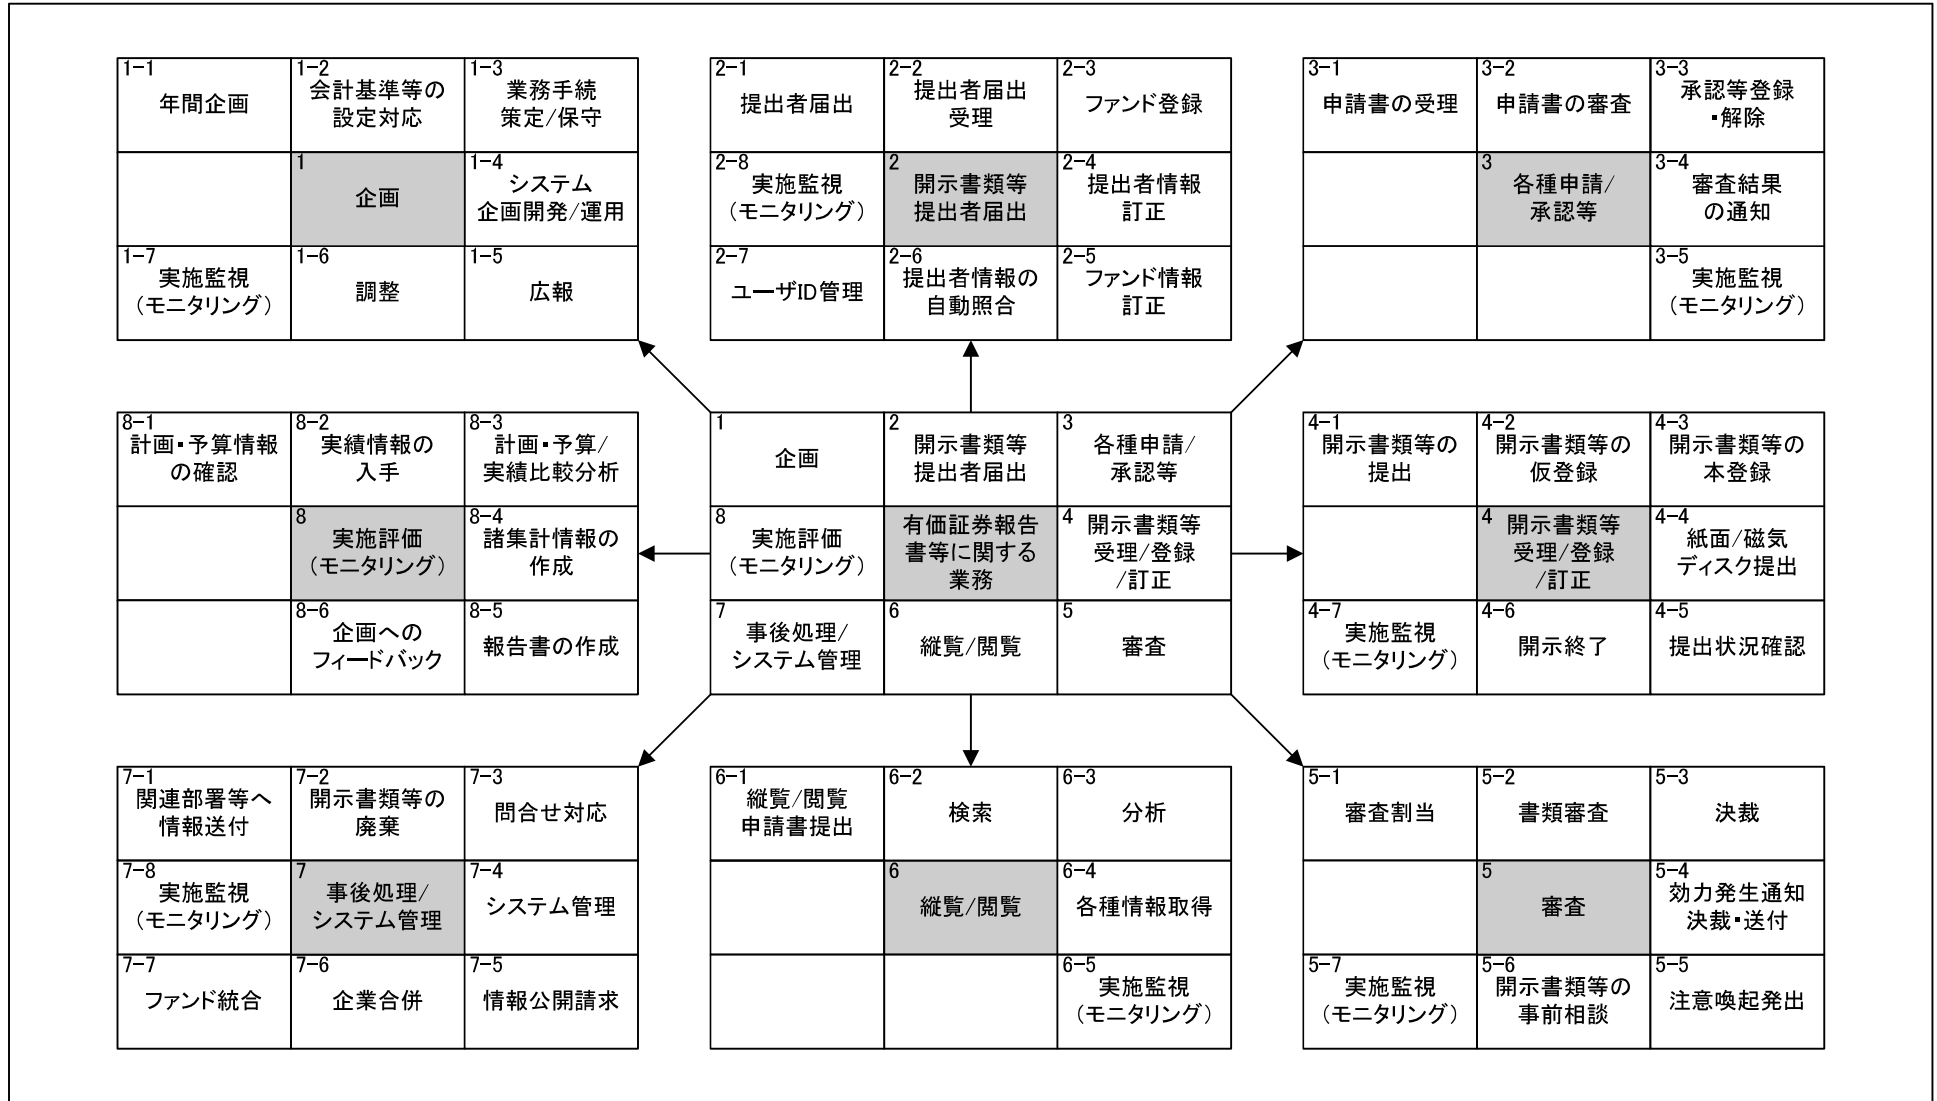 1-1
年間企画
1-2
会計基準等の
設定対応
1-3
業務手続
策定/保守
1
企画
1-4
システム
企画開発/運用
1-7
実施監視
(モニタリング)
1-6
調整
1-5
広報
2-1
提出者届出
2-2
提出者届出
受理
2-3
ファンド登録
2-8
実施監視
(モニタリング)
2
開示書類等
提出者届出
2-4
提出者情報
訂正
2-7
ユーザID管理
2-6
提出者情報の
自動照合
2-5
ファンド情報
訂正
3-1
申請書の受理
3-2
申請書の審査
3-3
承認等登録
・解除
3
各種申請/
承認等
3-4
審査結果
の通知
3-5
実施監視
(モニタリング)
8-1
計画・予算情報
の確認
8-2
実績情報の
入手
8-3
計画・予算/
実績比較分析
8
実施評価
(モニタリング)
8-4
諸集計情報の
作成
8-6
企画への
フィードバック
8-5
報告書の作成
1
企画
2
開示書類等
提出者届出
3
各種申請/
承認等
8
実施評価
(モニタリング)
有価証券報告
書等に関する
業務
4
開示書類等
受理/登録
/訂正
7
事後処理/
システム管理
6
縦覧/閲覧
5
審査
4-1
開示書類等の
提出
4-2
開示書類等の
仮登録
4-3
開示書類等の
本登録
4
開示書類等
受理/登録
/訂正
4-4
紙面/磁気
ディスク提出
4-7
実施監視
(モニタリング)
4-6
開示終了
4-5
提出状況確認
7-1
関連部署等へ
情報送付
7-2
開示書類等の
廃棄
7-3
問合せ対応
7-8
実施監視
(モニタリング)
7
事後処理/
システム管理
7-4
システム管理
7-7
ファンド統合
7-6
企業合併
7-5
情報公開請求
6-1
縦覧/閲覧
申請書提出
6-2
検索
6-3
分析
6
縦覧/閲覧
6-4
各種情報取得
6-5
実施監視
(モニタリング)
5-1
審査割当
5-2
書類審査
5-3
決裁
5
審査
5-4
効力発生通知
決裁・送付
5-7
実施監視
(モニタリング)
5-6
開示書類等の
事前相談
5-5
注意喚起発出